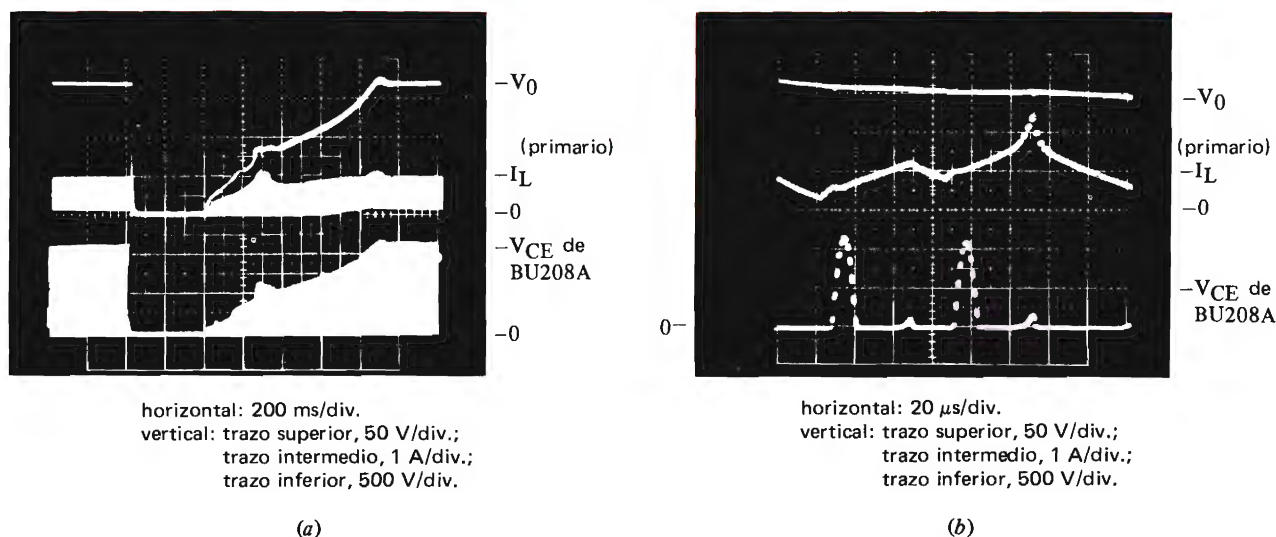 –V0
(primario)
–IL
–0
–VCE de
BU208A
–0
horizontal: 200 ms/div.
vertical: trazo superior, 50 V/div.;
trazo intermedio, 1 A/div.;
trazo inferior, 500 V/div.
(a)
–V0
(primario)
–IL
–0
–VCE de
BU208A
0–
horizontal: 20 μs/div.
vertical: trazo superior, 50 V/div.;
trazo intermedio, 1 A/div.;
trazo inferior, 500 V/div.
(b)